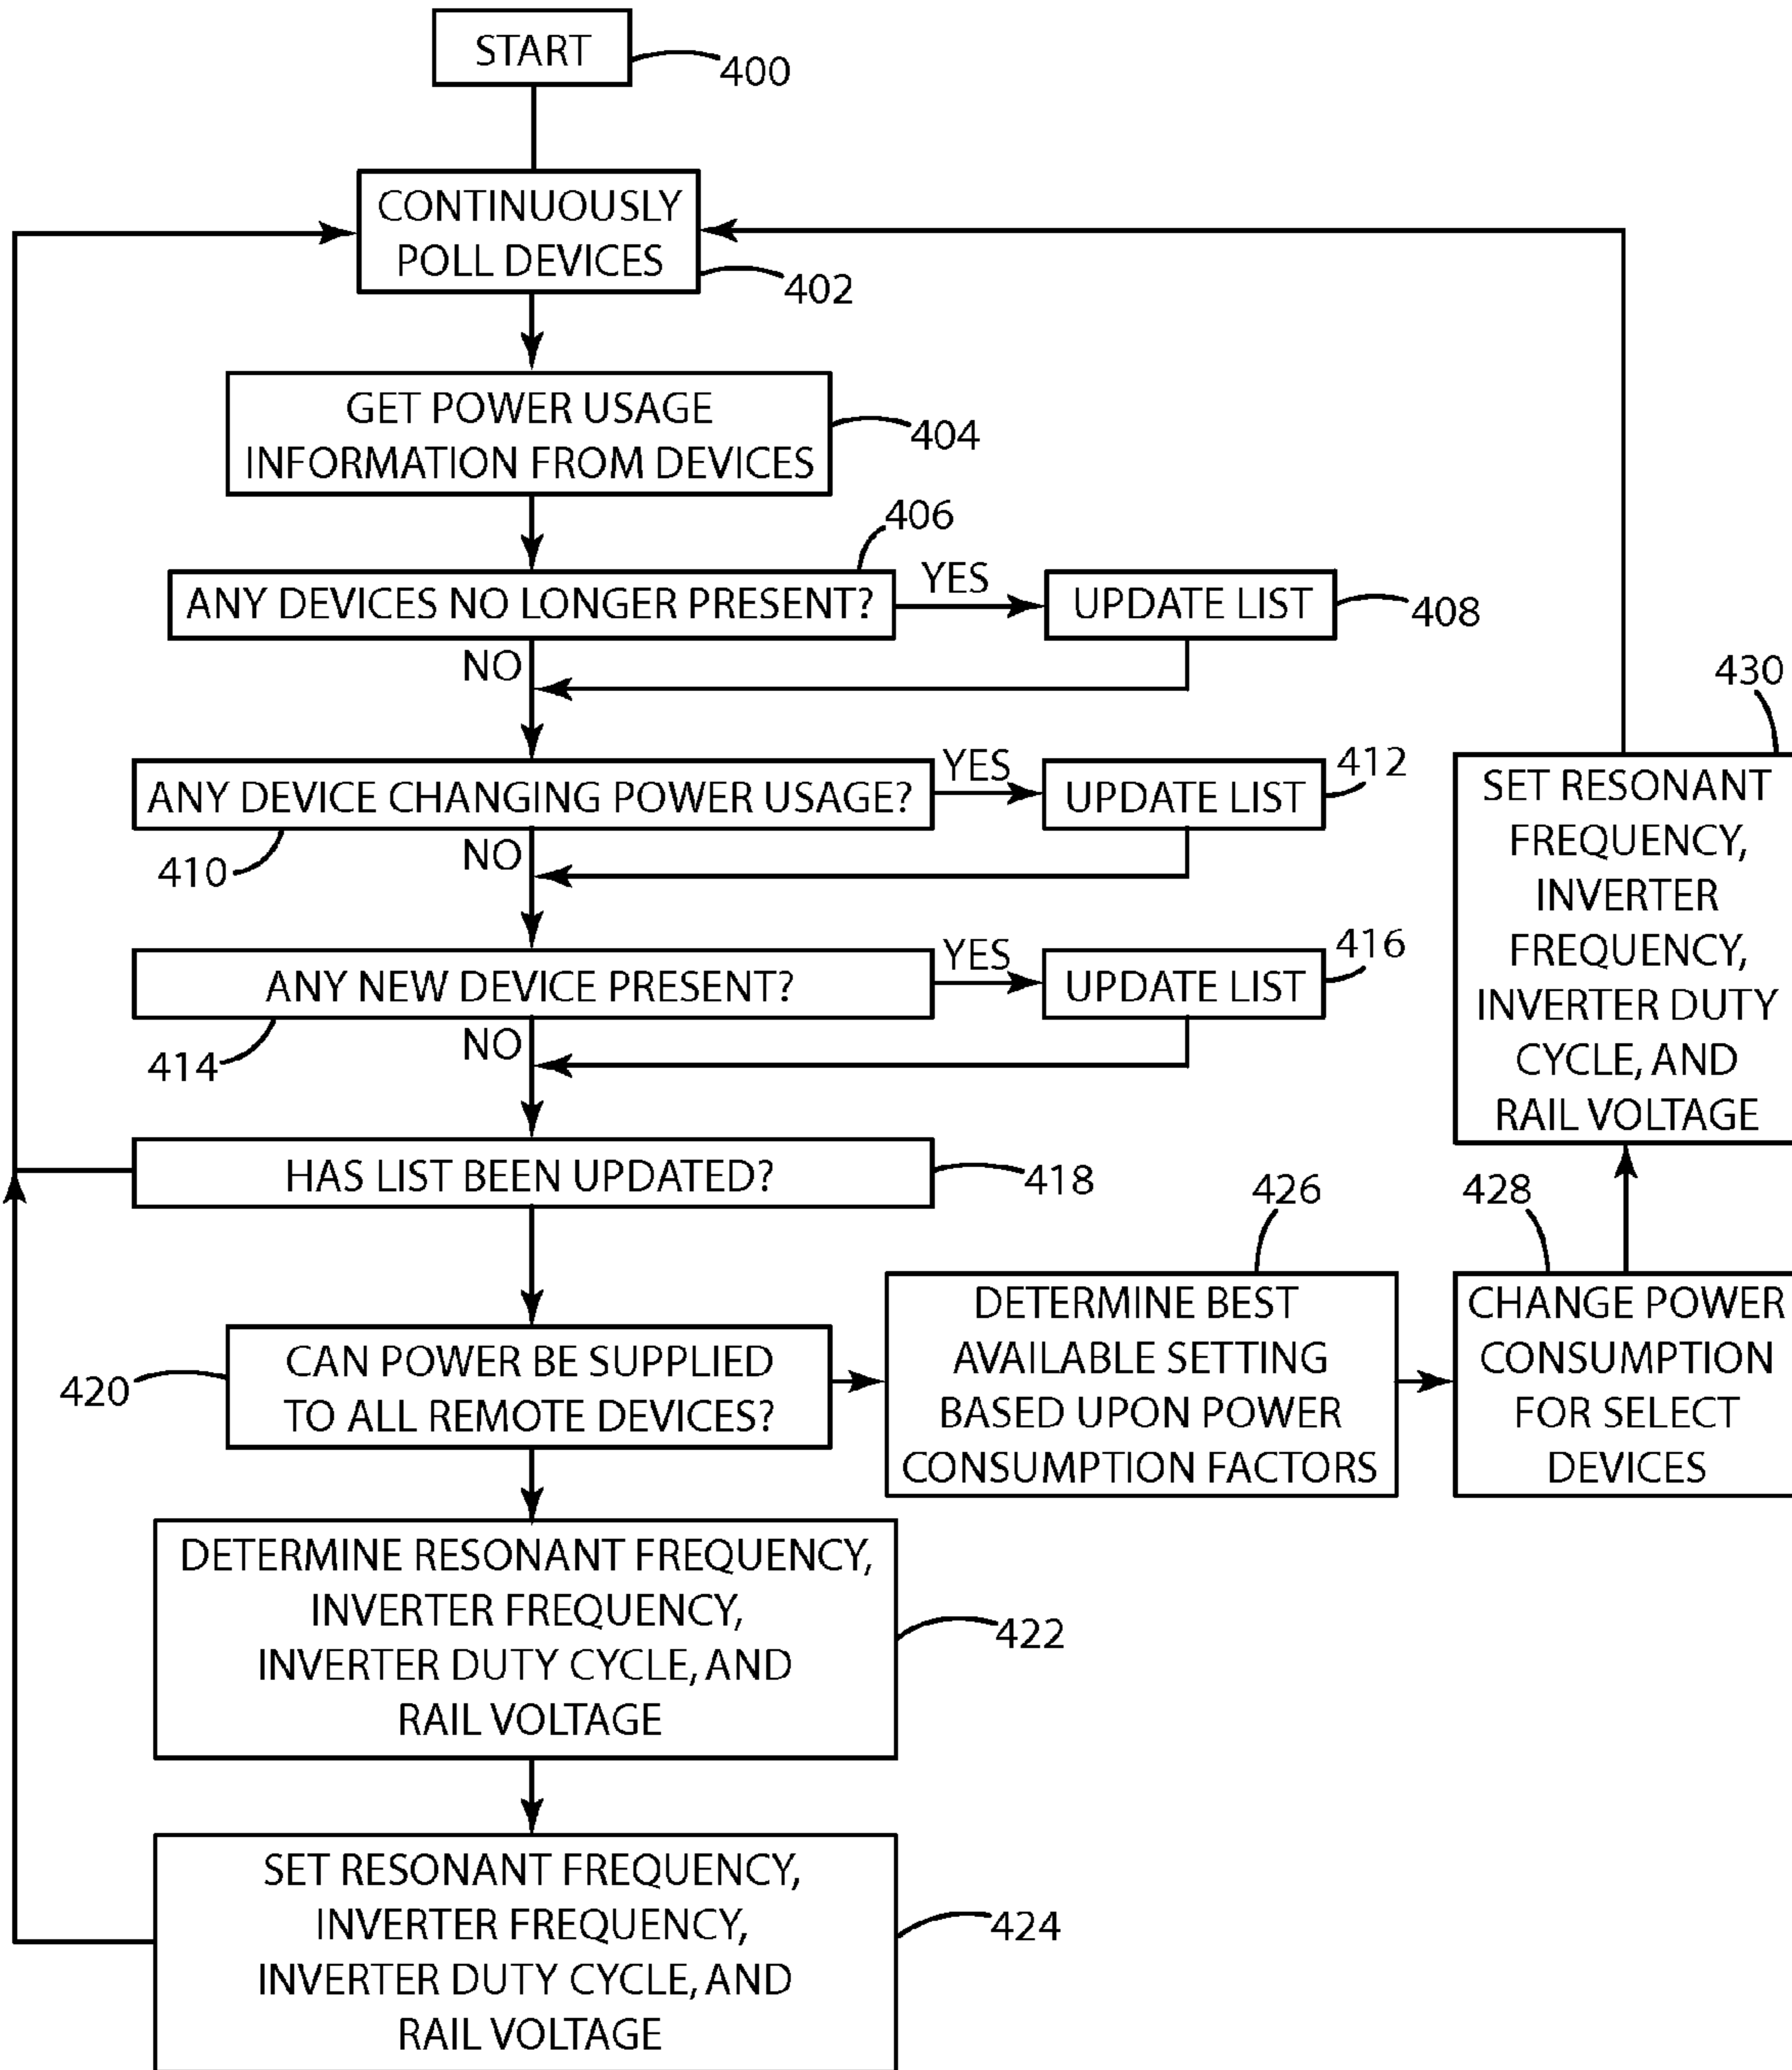 START
400
CONTINUOUSLY
POLL DEVICES
402
GET POWER USAGE
INFORMATION FROM DEVICES
404
406
ANY DEVICES NO LONGER PRESENT?
YES
UPDATE LIST
408
NO
ANY DEVICE CHANGING POWER USAGE?
410
YES
UPDATE LIST
412
NO
ANY NEW DEVICE PRESENT?
414
YES
UPDATE LIST
416
NO
HAS LIST BEEN UPDATED?
418
CAN POWER BE SUPPLIED
TO ALL REMOTE DEVICES?
420
DETERMINE RESONANT FREQUENCY,
INVERTER FREQUENCY,
INVERTER DUTY CYCLE, AND
RAIL VOLTAGE
422
SET RESONANT FREQUENCY,
INVERTER FREQUENCY,
INVERTER DUTY CYCLE, AND
RAIL VOLTAGE
424
426
DETERMINE BEST
AVAILABLE SETTING
BASED UPON POWER
CONSUMPTION FACTORS
428
CHANGE POWER
CONSUMPTION
FOR SELECT
DEVICES
430
SET RESONANT
FREQUENCY,
INVERTER
FREQUENCY,
INVERTER DUTY
CYCLE, AND
RAIL VOLTAGE